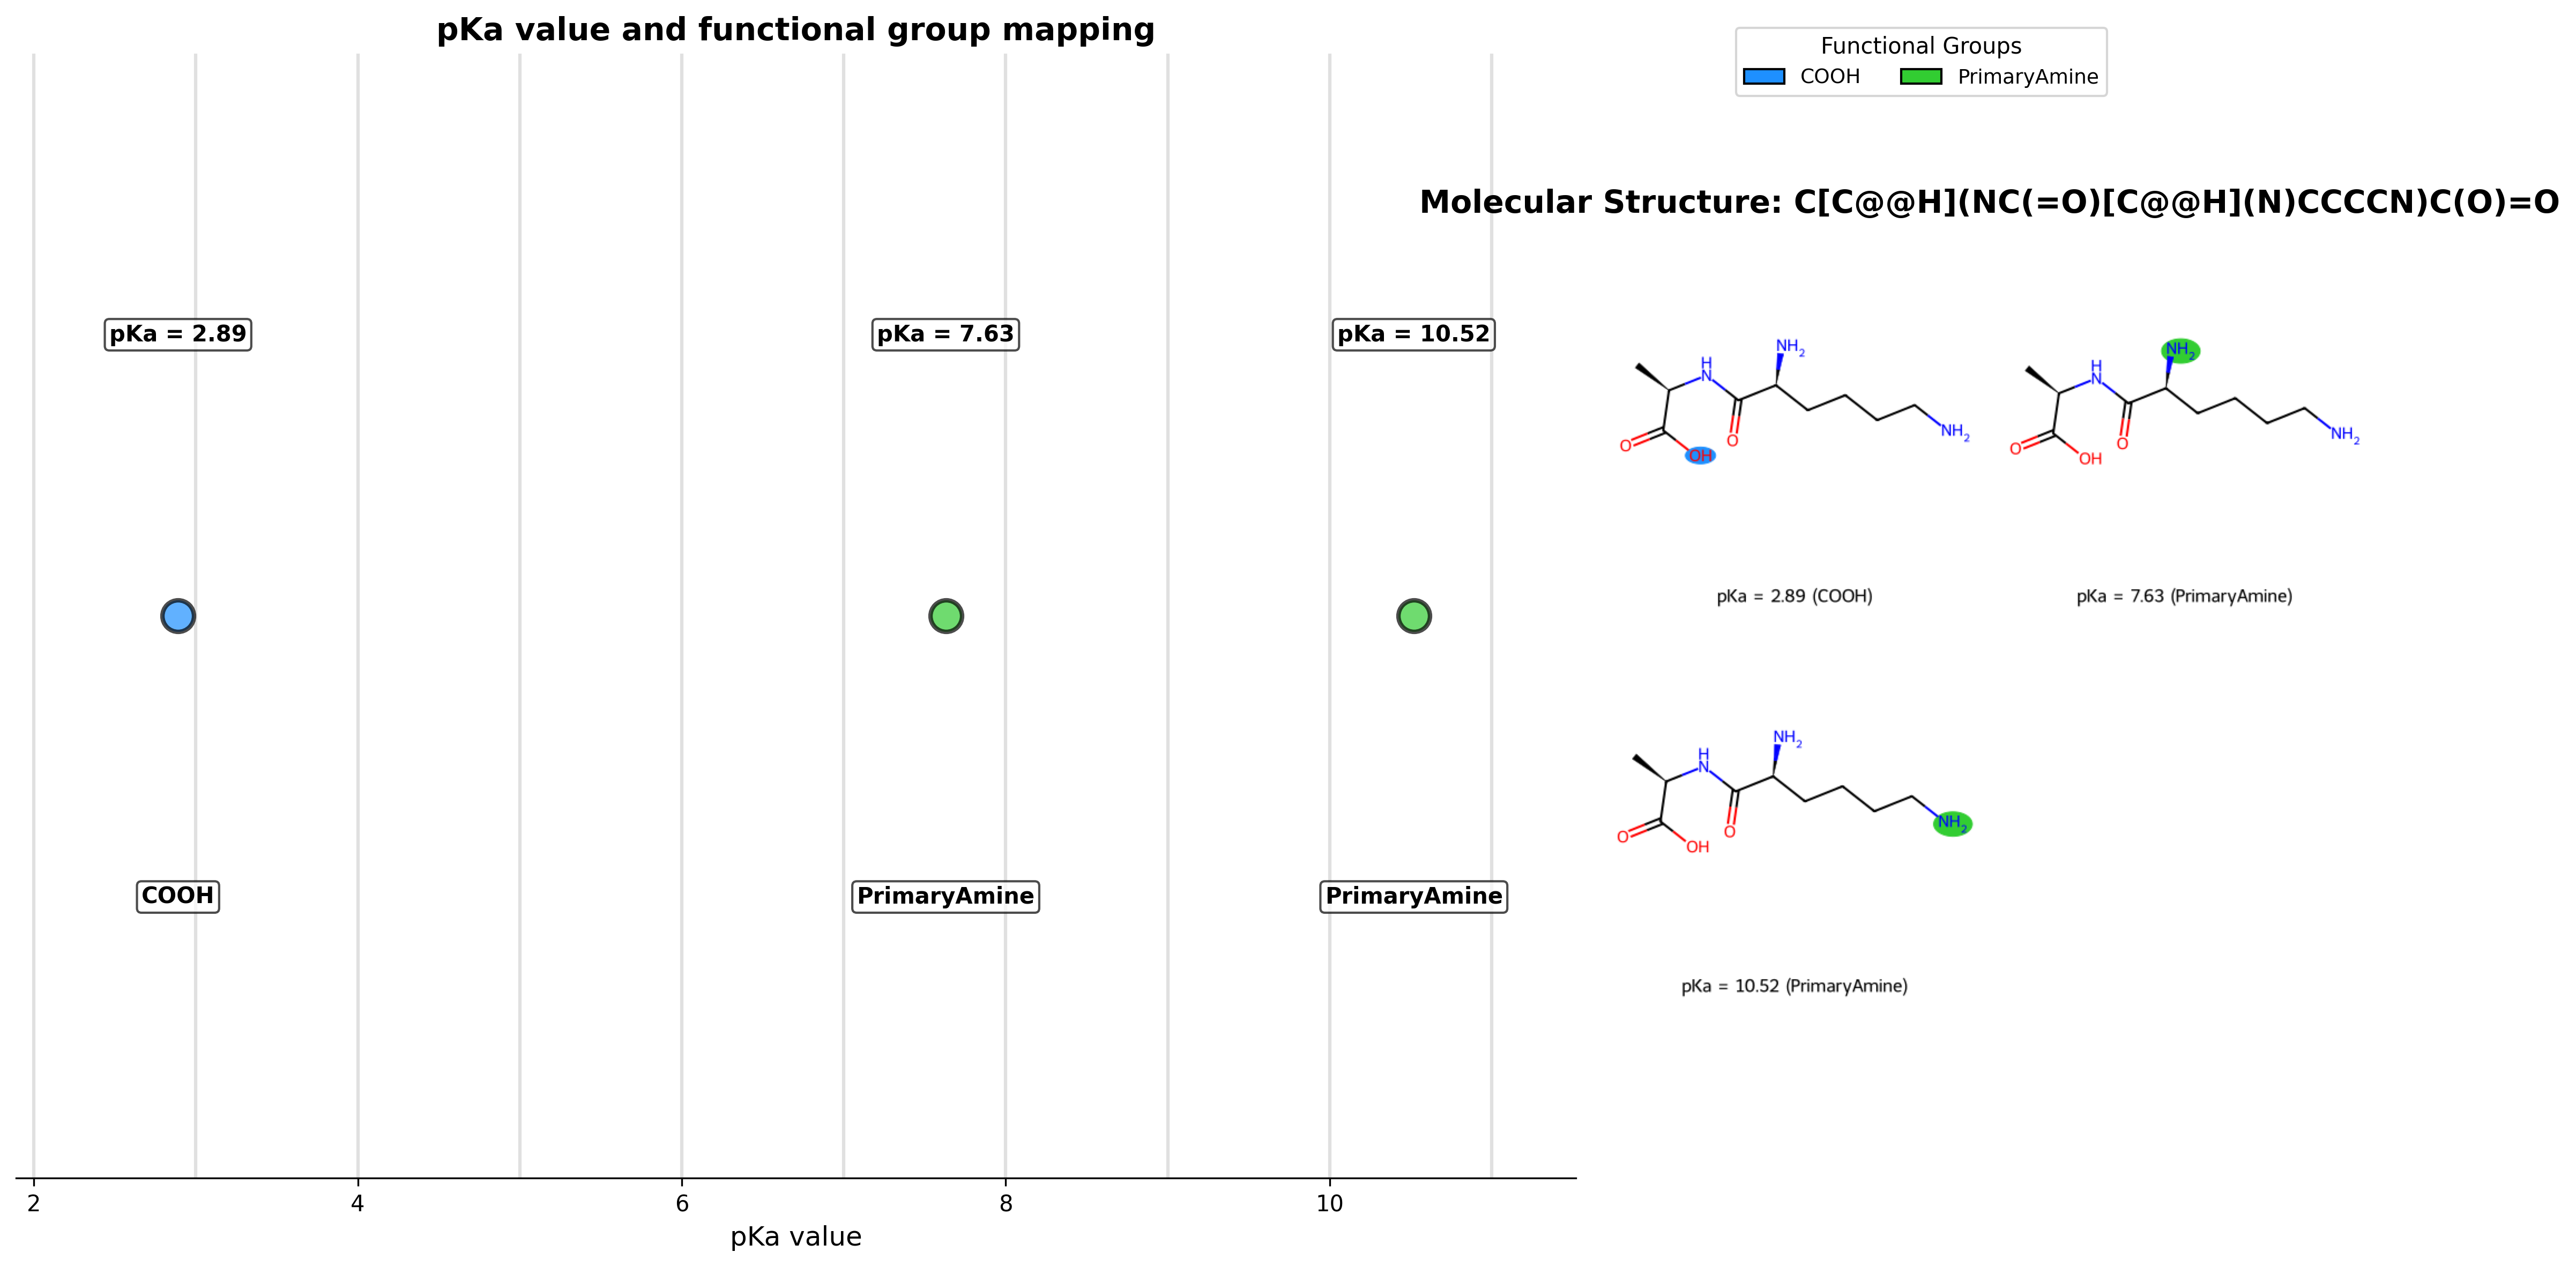 pKa value and functional group mapping
pKa = 2.89
pKa = 7.63
pKa = 10.52
COOH
PrimaryAmine
PrimaryAmine
2
4
6
8
10
pKa value
Functional Groups
COOH
PrimaryAmine
Molecular Structure: C[C@@H](NC(=O)[C@@H](N)CCCCN)C(O)=O
NH2
H
N
O
OH
O
NH2
pKa = 2.89 (COOH)
NH2
H
N
O
OH
O
NH2
pKa = 7.63 (PrimaryAmine)
NH2
H
N
O
OH
O
NH2
pKa = 10.52 (PrimaryAmine)